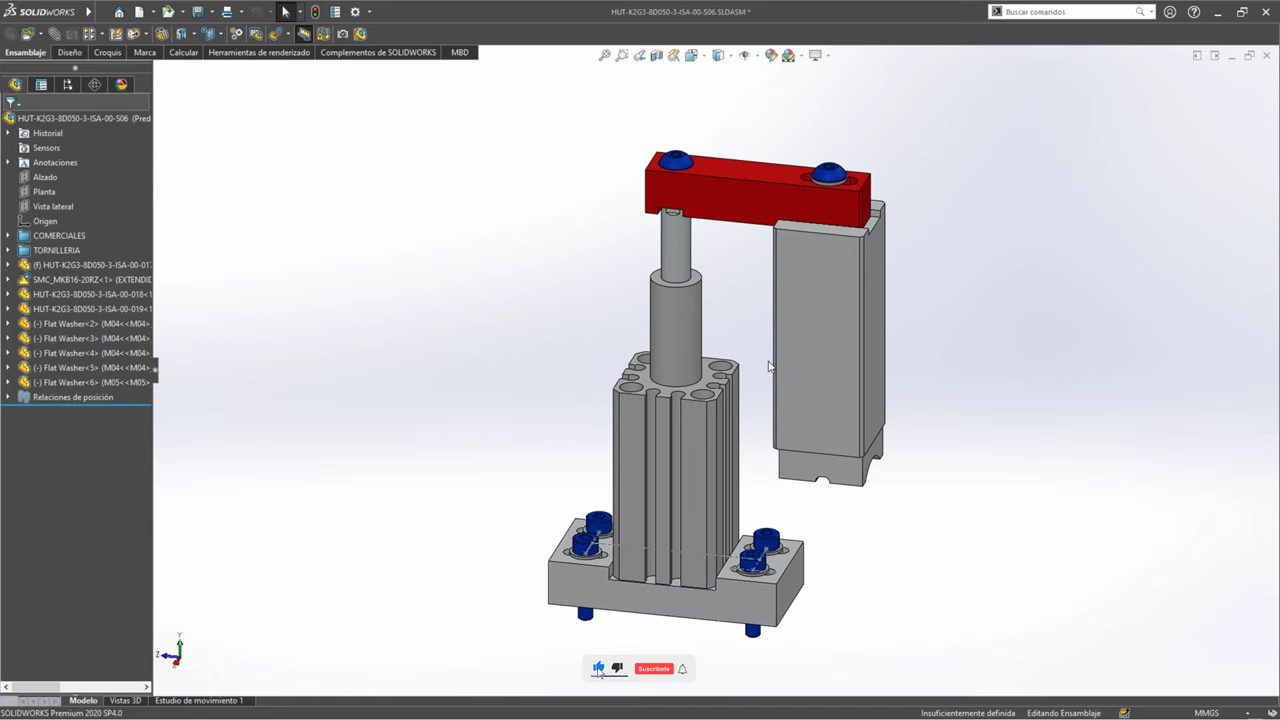 SOLIDWORKS
HUT-K2G3-8D050-3-ISA-00-S06.SLDASM *
Buscar comandos
Ensamblaje
Diseño
Croquis
Marca
Calcular
Herramientas de renderizado
Complementos de SOLIDWORKS
MBD
HUT-K2G3-8D050-3-ISA-00-S06 (Pred
Historial
Sensors
Anotaciones
Alzado
Planta
Vista lateral
Origen
COMERCIALES
TORNILLERIA
(f) HUT-K2G3-8D050-3-ISA-00-017
SMC_MKB16-20RZ<1> (EXTENDID
HUT-K2G3-8D050-3-ISA-00-018<1
HUT-K2G3-8D050-3-ISA-00-019<1
(-) Flat Washer<2> (M04<<M04>
(-) Flat Washer<3> (M04<<M04>
(-) Flat Washer<4> (M04<<M04>
(-) Flat Washer<5> (M04<<M04>
(-) Flat Washer<6> (M05<<M05>
Relaciones de posición
Y
Z
X
Suscríbete
Modelo
Vistas 3D
Estudio de movimiento 1
SOLIDWORKS Premium 2020 SP4.0
Insuficientemente definida
Editando Ensamblaje
MMGS